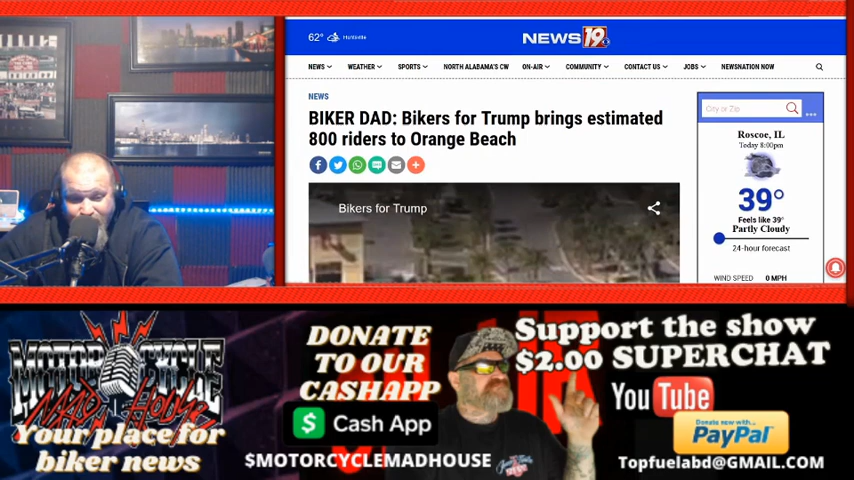 62° Huntsville
NEWS 19
NEWS WEATHER SPORTS NORTH ALABAMA'S CW ON-AIR COMMUNITY CONTACT US JOBS NEWSNATION NOW
NEWS
BIKER DAD: Bikers for Trump brings estimated
800 riders to Orange Beach
Bikers for Trump
City or Zip
Roscoe, IL
Today 8:00pm
39°
Feels like 39°
Partly Cloudy
24-hour forecast
WIND SPEED 0 MPH
MOTORCYCLE
MAD HOUSE
Your place for
biker news
DONATE
TO OUR
CASHAPP
$ Cash App
$MOTORCYCLEMADHOUSE
Support the show
$2.00 SUPERCHAT
YouTube
Donate now with...
PayPal
Topfuelabd@GMAIL.COM